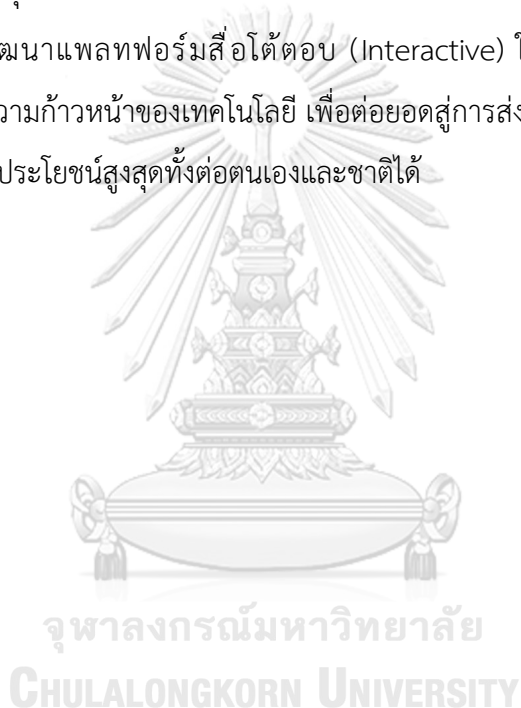 ฒนาแพลทฟอร์มสื่อโต้ตอบ (Interactive) ใ
วามก้าวหน้าของเทคโนโลยี เพื่อต่อยอดสู่การส่ง
ประโยชน์สูงสุดทั้งต่อตนเองและชาติได้
จุฬาลงกรณ์มหาวิทยาลัย
CHULALONGKORN UNIVERSITY